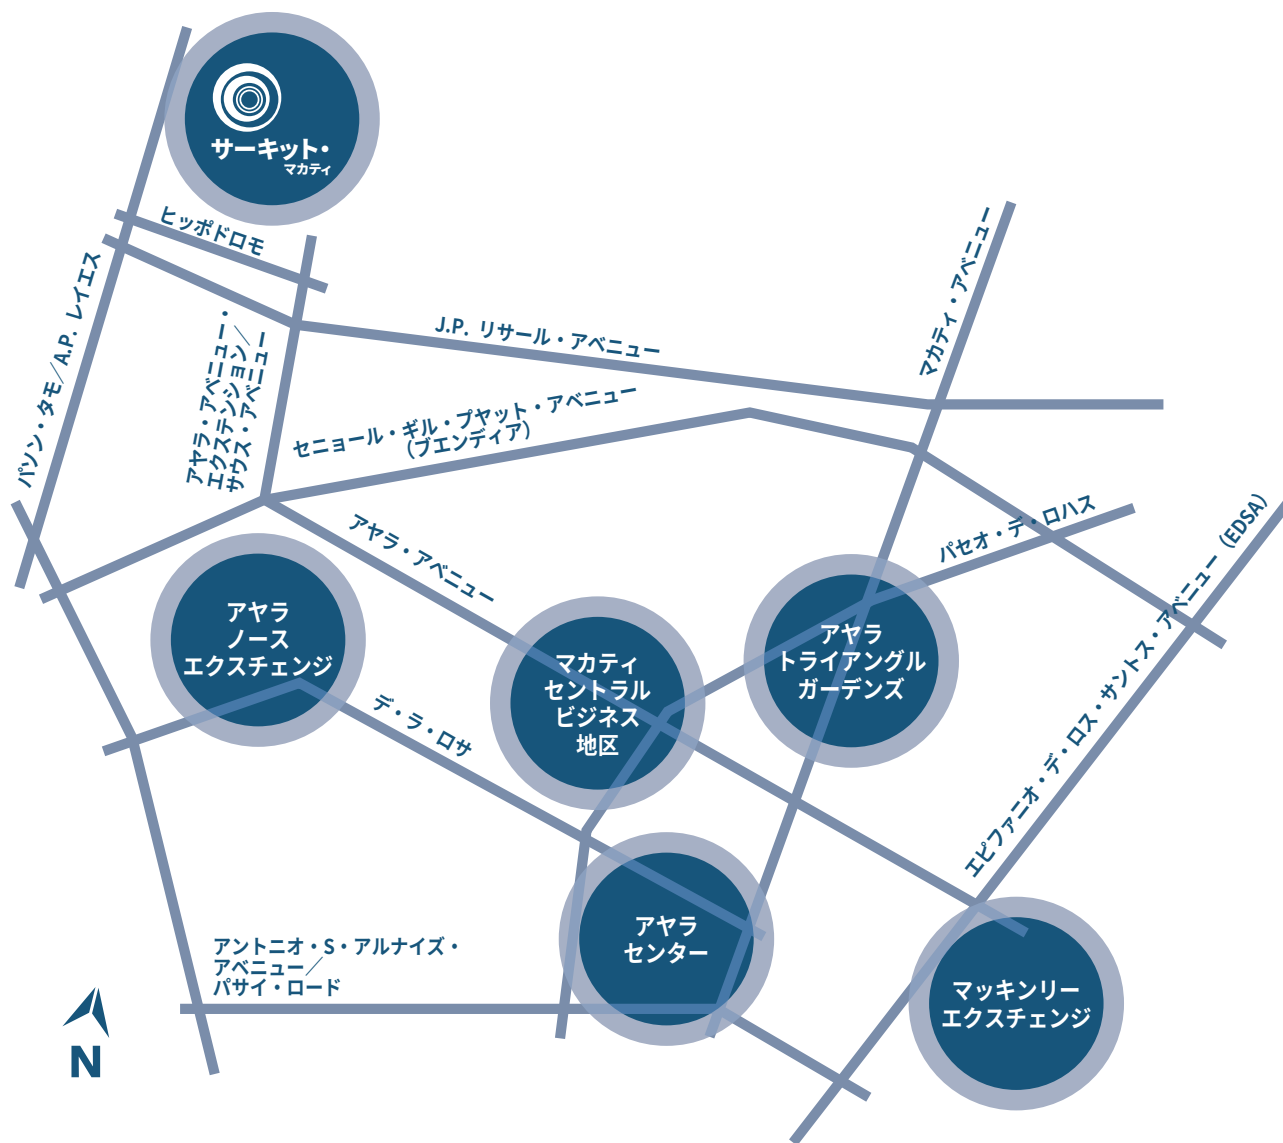 サーキット・
マカティ
ヒッポドロモ
パソン・タモ／A.P. レイエス
アヤラ・アベニュー・
エクステンション／
サウス・アベニュー
J.P. リサール・アベニュー
マカティ・アベニュー
セニョール・ギル・プヤット・アベニュー
（ブエンディア）
アヤラ・アベニュー
パセオ・デ・ロハス
エピファニオ・デ・ロス・サントス・アベニュー（EDSA）
アヤラ
ノース
エクスチェンジ
マカティ
セントラル
ビジネス
地区
アヤラ
トライアングル
ガーデンズ
デ・ラ・ロサ
アヤラ
センター
アントニオ・S・アルナイズ・
アベニュー／
パサイ・ロード
マッキンリー
エクスチェンジ
N